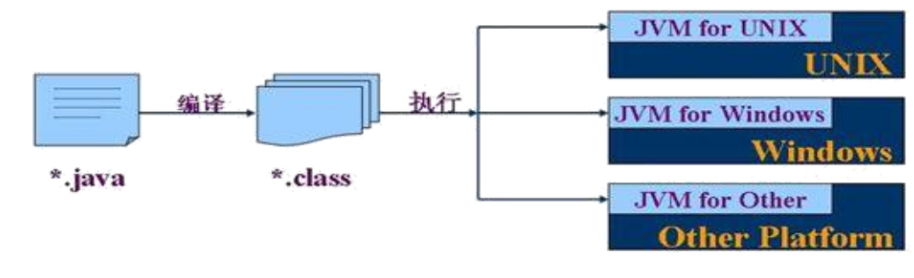 JVM for UNIX
UNIX
编译
执行
JVM for Windows
Windows
*.java
*.class
JVM for Other
Other Platform